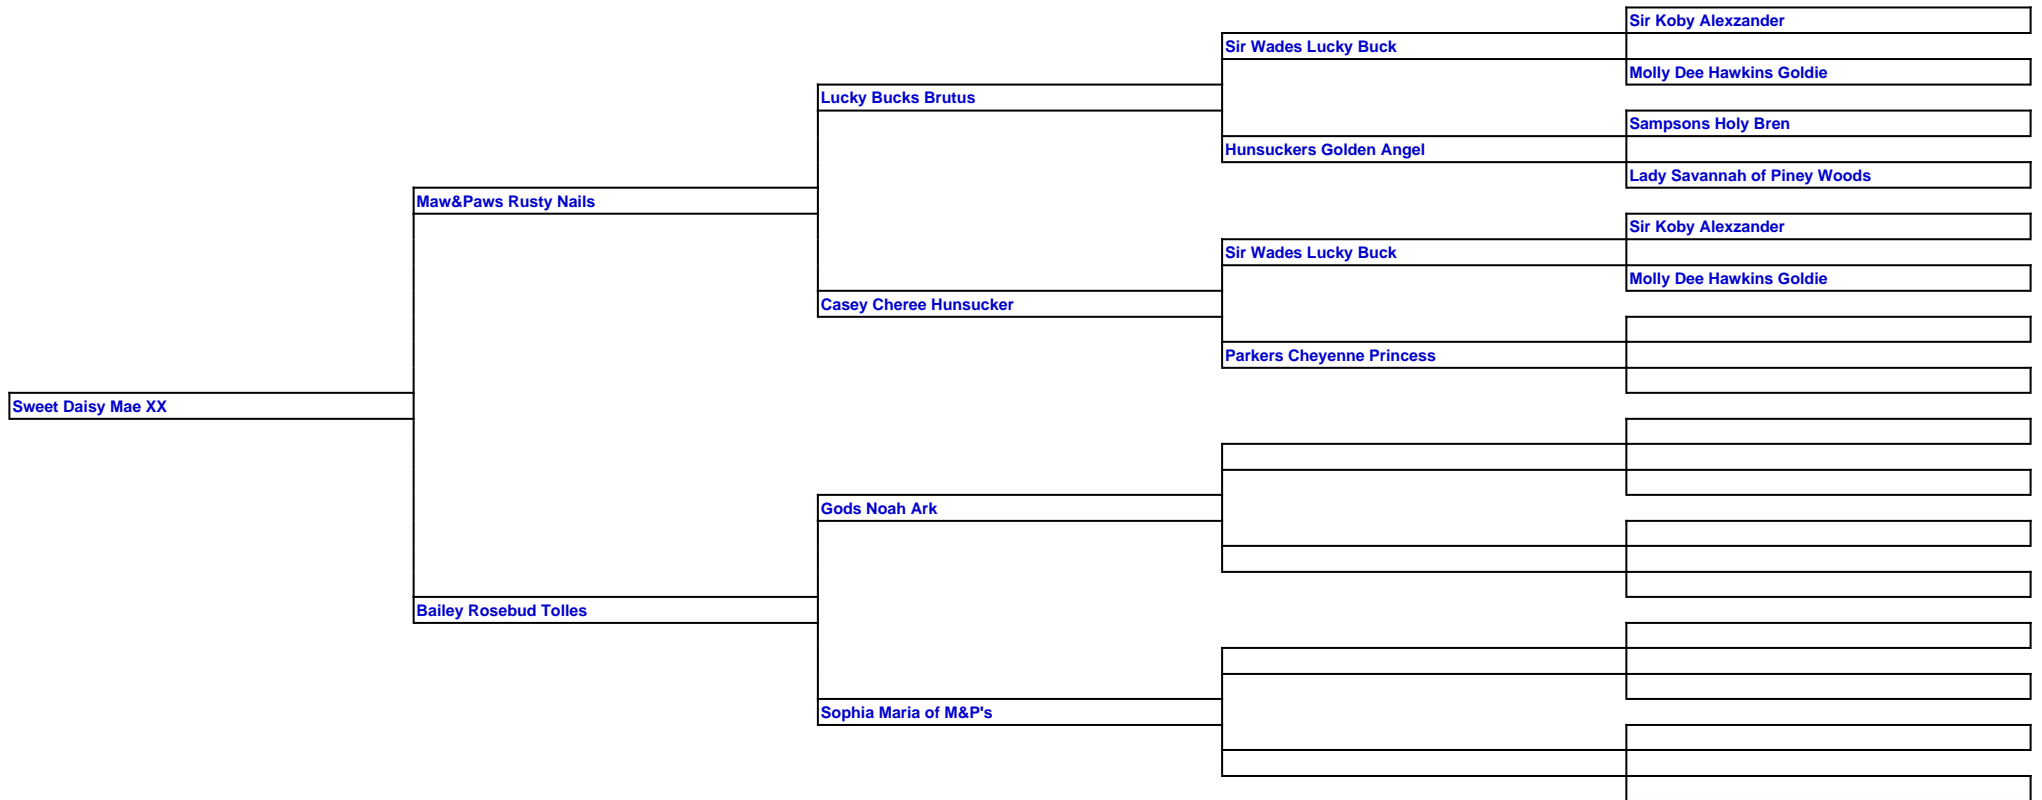 Sir Koby Alexzander
Sir Wades Lucky Buck
Molly Dee Hawkins Goldie
Lucky Bucks Brutus
Sampsons Holy Bren
Hunsuckers Golden Angel
Lady Savannah of Piney Woods
Maw&Paws Rusty Nails
Sir Koby Alexzander
Sir Wades Lucky Buck
Molly Dee Hawkins Goldie
Casey Cheree Hunsucker
Parkers Cheyenne Princess
Sweet Daisy Mae XX
Gods Noah Ark
Bailey Rosebud Tolles
Sophia Maria of M&P's